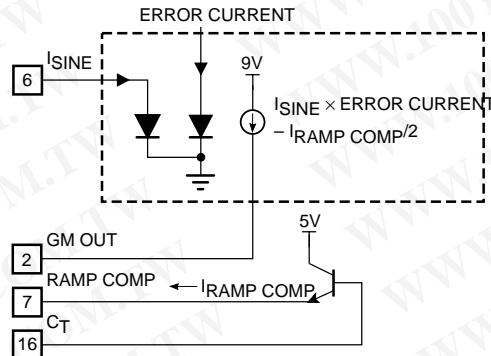 ERROR CURRENT
ISINE
6
9V
ISINE × ERROR CURRENT
– IRAMP COMP/2
GM OUT
2
5V
RAMP COMP
IRAMP COMP
7
CT
16